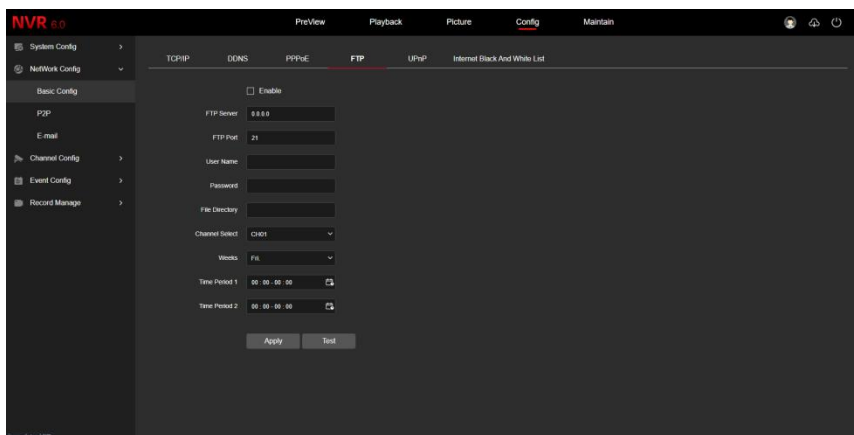 NVR 6.0
PreView Playback Picture Config Maintain
System Config
NetWork Config
Basic Config
P2P
E-mail
Channel Config
Event Config
Record Manage
TCP/IP DDNS PPPoE FTP UPnP Internet Black And White List
Enable
FTP Server 0.0.0.0
FTP Port 21
User Name
Password
File Directory
Channel Select CH01
Weeks Fri.
Time Period 1 00 : 00 - 00 : 00
Time Period 2 00 : 00 - 00 : 00
Apply Test